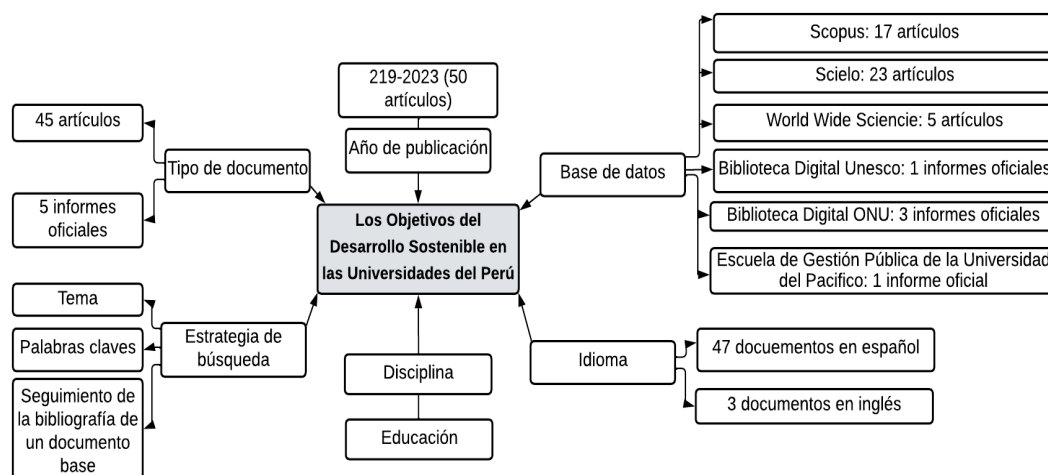 45 artículos
5 informes
oficiales
Tipo de documento
219-2023 (50
artículos)
Año de publicación
Los Objetivos del
Desarrollo Sostenible en
las Universidades del Perú
Base de datos
Scopus: 17 artículos
Scielo: 23 artículos
World Wide Sciencie: 5 artículos
Biblioteca Digital Unesco: 1 informes oficiales
Biblioteca Digital ONU: 3 informes oficiales
Escuela de Gestión Pública de la Universidad
del Pacifico: 1 informe oficial
Tema
Palabras claves
Seguimiento de
la bibliografía de
un documento
base
Estrategia de
búsqueda
Disciplina
Educación
Idioma
47 docuementos en español
3 documentos en inglés